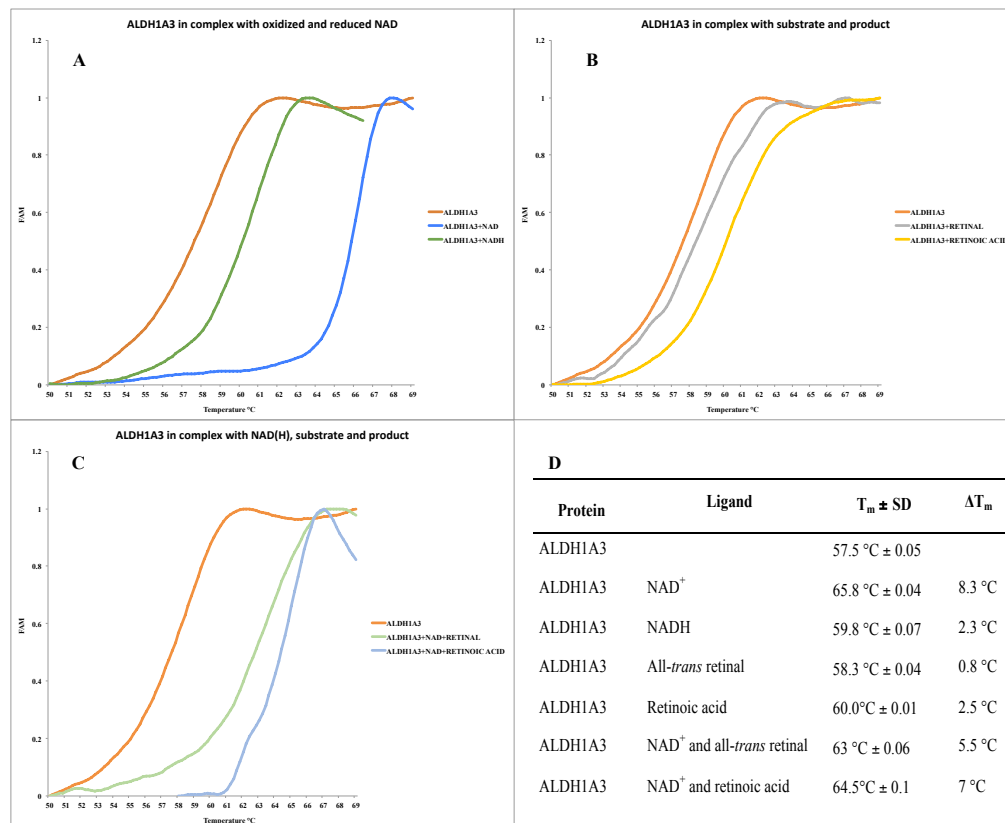 ALDH1A3 in complex with oxidized and reduced NAD
A
1.2
1
0.8
0.6
0.4
0.2
0
FAM
50 51 52 53 54 55 56 57 58 59 60 61 62 63 64 65 66 67 68 69
Temperature °C
ALDH1A3
ALDH1A3+NAD
ALDH1A3+NADH
ALDH1A3 in complex with substrate and product
B
1.2
1
0.8
0.6
0.4
0.2
0
FAM
50 51 52 53 54 55 56 57 58 59 60 61 62 63 64 65 66 67 68 69
Temperature °C
ALDH1A3
ALDH1A3+RETINAL
ALDH1A3+RETINOIC ACID
ALDH1A3 in complex with NAD(H), substrate and product
C
1.2
1
0.8
0.6
0.4
0.2
0
FAM
50 51 52 53 54 55 56 57 58 59 60 61 62 63 64 65 66 67 68 69
Temperature °C
ALDH1A3
ALDH1A3+NAD+RETINAL
ALDH1A3+NAD+RETINOIC ACID
D
Protein Ligand Tm ± SD ΔTm
ALDH1A3 57.5 °C ± 0.05
ALDH1A3 NAD+ 65.8 °C ± 0.04 8.3 °C
ALDH1A3 NADH 59.8 °C ± 0.07 2.3 °C
ALDH1A3 All-trans retinal 58.3 °C ± 0.04 0.8 °C
ALDH1A3 Retinoic acid 60.0°C ± 0.01 2.5 °C
ALDH1A3 NAD+ and all-trans retinal 63 °C ± 0.06 5.5 °C
ALDH1A3 NAD+ and retinoic acid 64.5°C ± 0.1 7 °C